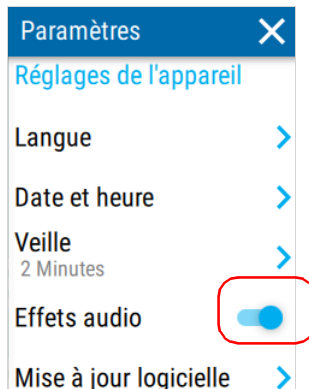 Paramètres
Réglages de l'appareil
Langue
Date et heure
Veille
2 Minutes
Effets audio
Mise à jour logicielle